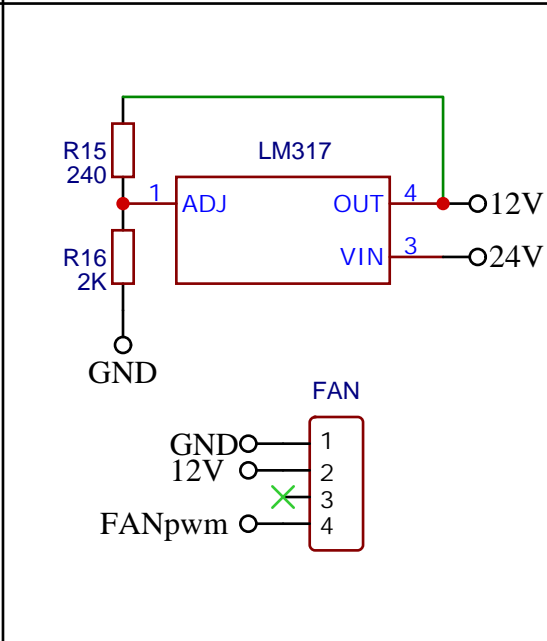 R15
240
LM317
1
ADJ
OUT
4
12V
R16
2K
VIN
3
24V
GND
FAN
GND
1
12V
2
3
FANpwm
4